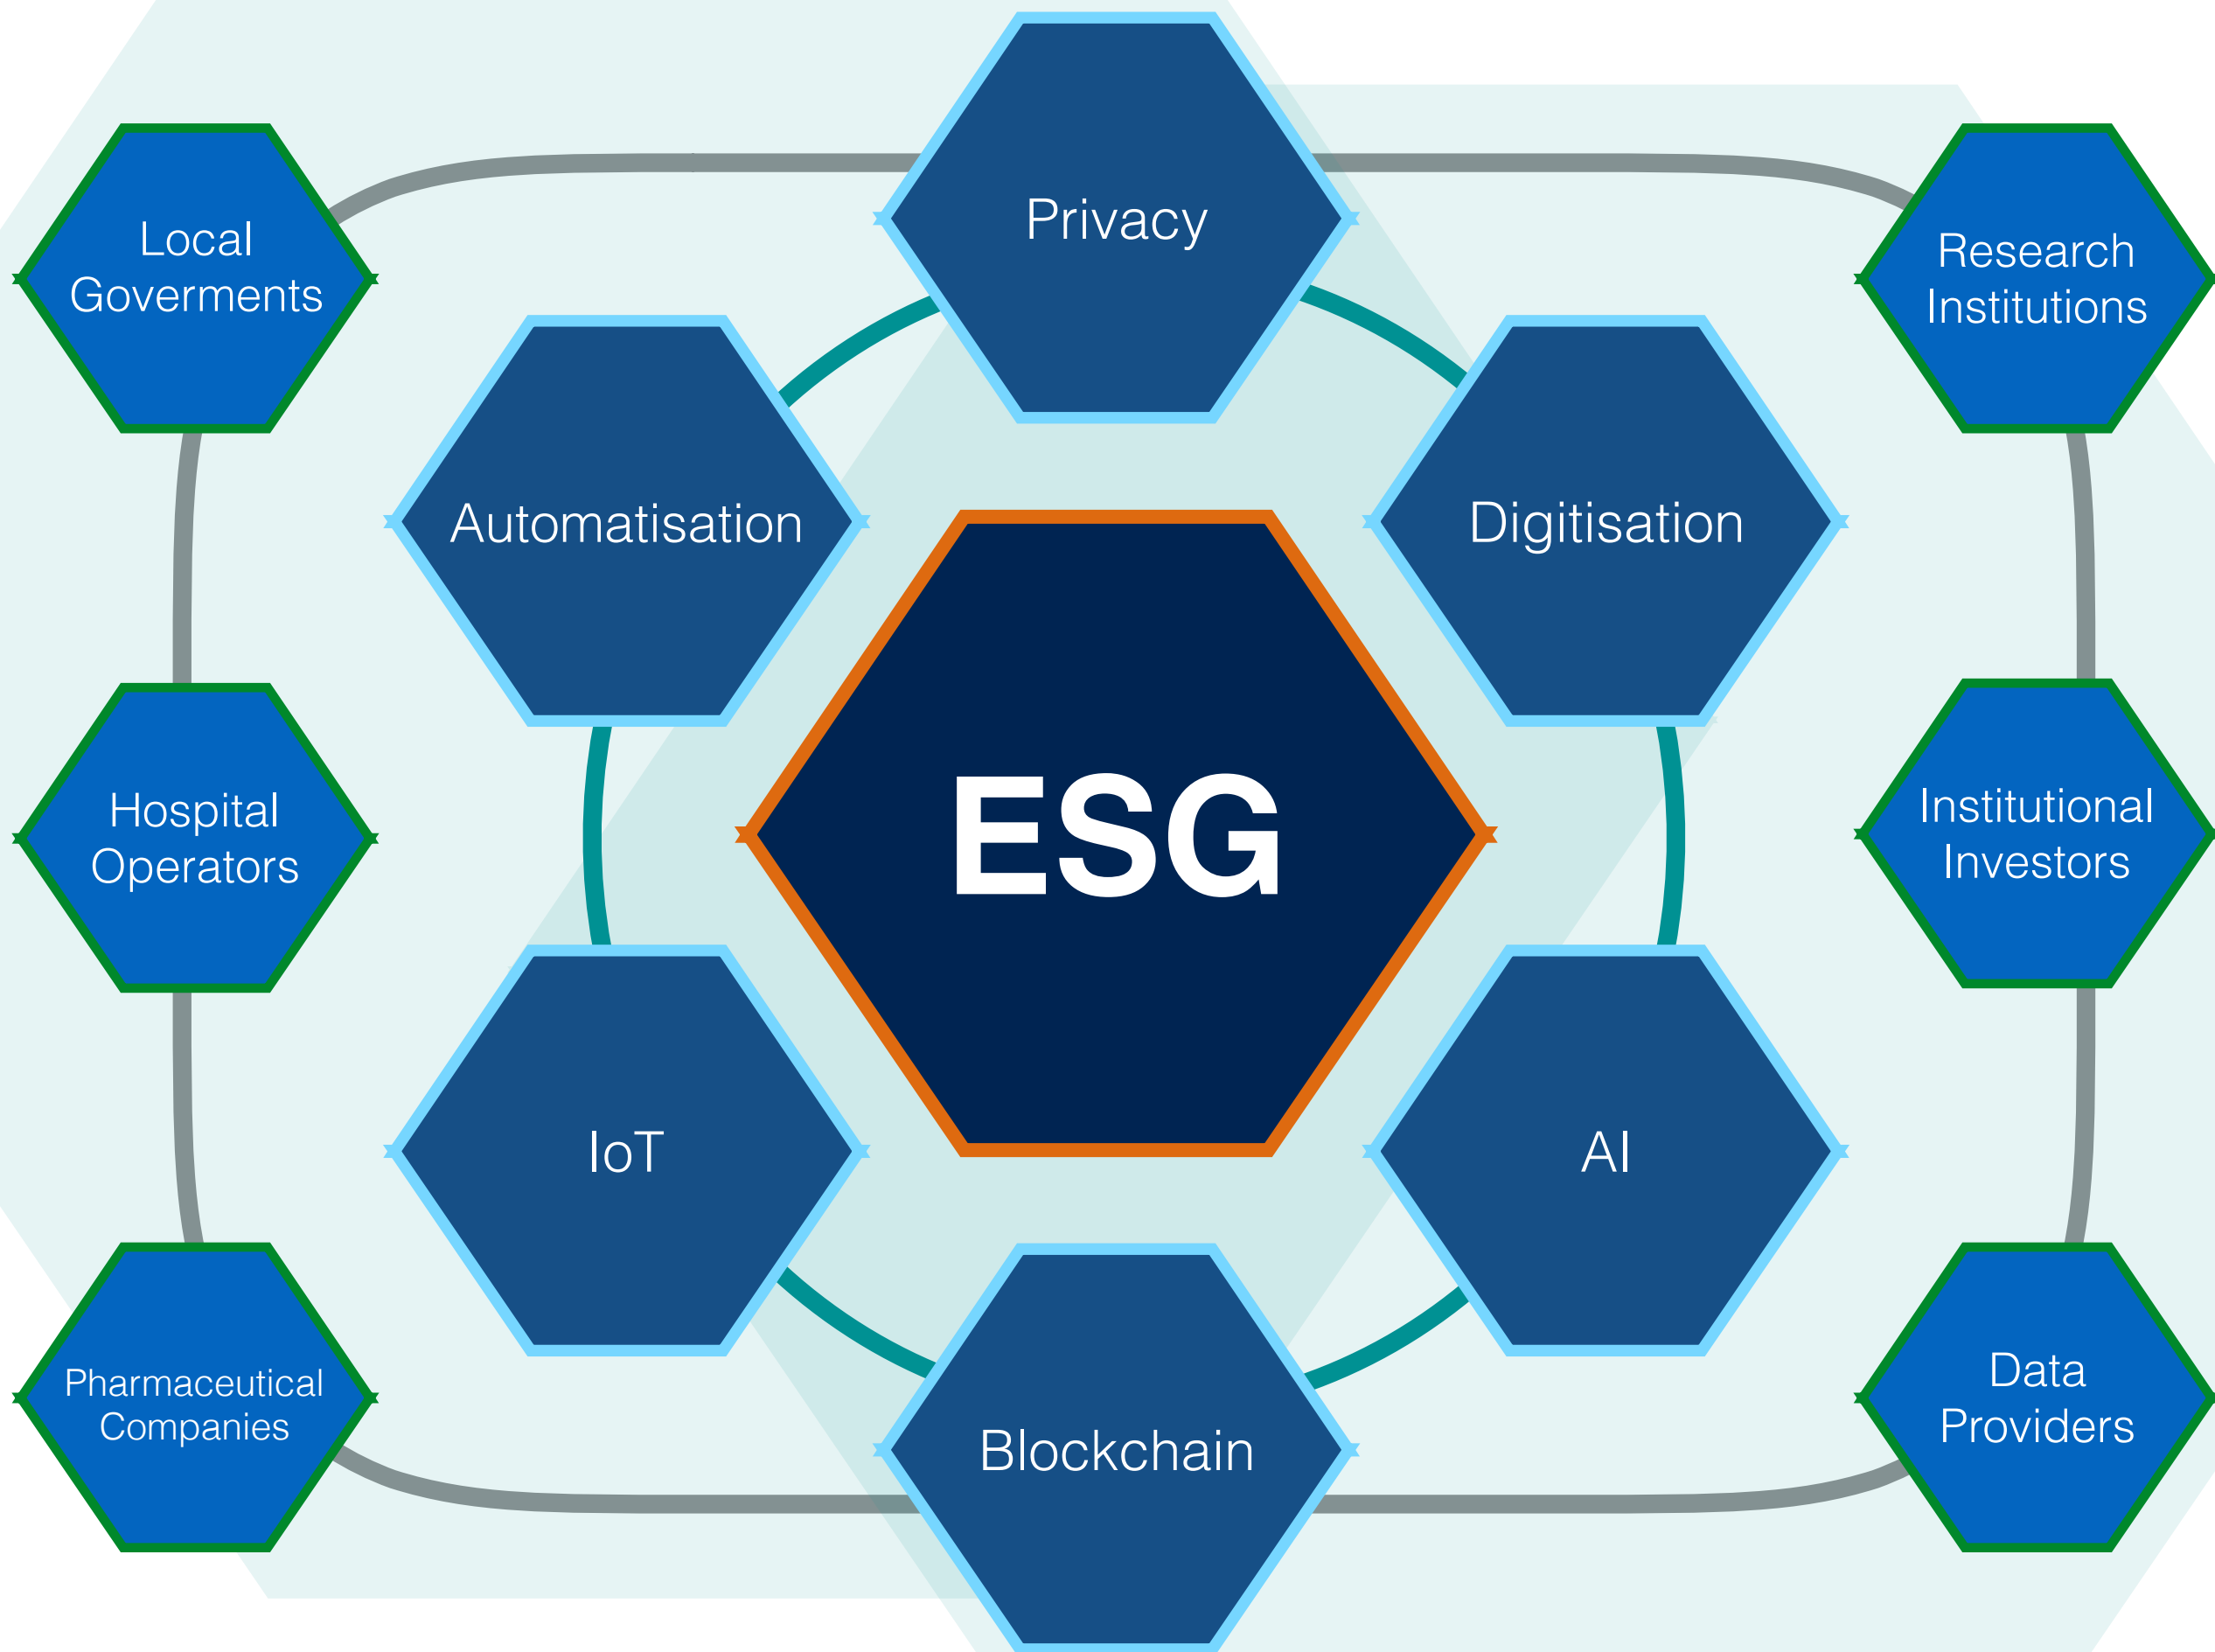 Privacy
Local
Goverments
Research
Institutions
Automatisation
Digitisation
ESG
Hospital
Operators
Institutional
Investors
IoT
AI
Pharmaceutical
Companies
Blockchain
Data
Providers